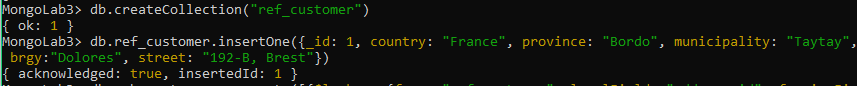 MongoLab3> db.createCollection("ref_customer")
{ ok: 1 }
MongoLab3> db.ref_customer.insertOne({_id: 1, country: "France", province: "Bordo", municipality: "Taytay",
 brgy:"Dolores", street: "192-B, Brest"})
{ acknowledged: true, insertedId: 1 }